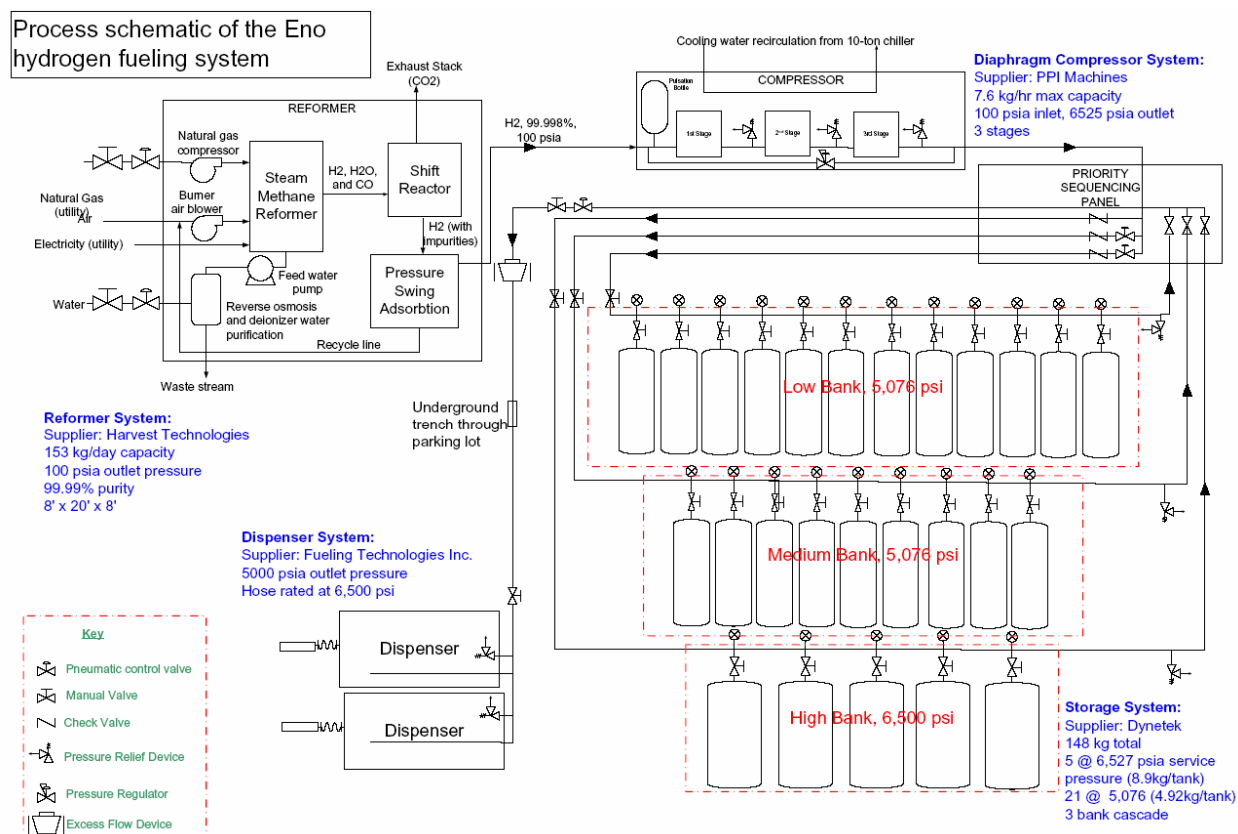 Process schematic of the Eno
hydrogen fueling system
Cooling water recirculation from 10-ton chiller
Exhaust Stack
(CO2)
REFORMER
Natural gas
compressor
Steam
Methane
Reformer
H2, H2O,
and CO
Shift
Reactor
H2, 99.998%,
100 psia
COMPRESSOR
Pulsation
Bottle
1st Stage
2nd Stage
3rd Stage
Diaphragm Compressor System:
Supplier: PPI Machines
7.6 kg/hr max capacity
100 psia inlet, 6525 psia outlet
3 stages
PRIORITY
SEQUENCING
PANEL
Natural Gas
(utility)
Air
Burner
air blower
Electricity (utility)
H2 (with
impurities)
Feed water
pump
Pressure
Swing
Adsorbtion
Water
Reverse osmosis
and deionizer water
purification
Recycle line
Waste stream
Low Bank, 5,076 psi
Underground
trench through
parking lot
Reformer System:
Supplier: Harvest Technologies
153 kg/day capacity
100 psia outlet pressure
99.99% purity
8' x 20' x 8'
Dispenser System:
Supplier: Fueling Technologies Inc.
5000 psia outlet pressure
Hose rated at 6,500 psi
Medium Bank, 5,076 psi
Dispenser
Dispenser
High Bank, 6,500 psi
Storage System:
Supplier: Dynetek
148 kg total
5 @ 6,527 psia service
pressure (8.9kg/tank)
21 @ 5,076 (4.92kg/tank)
3 bank cascade
Key
Pneumatic control valve
Manual Valve
Check Valve
Pressure Relief Device
Pressure Regulator
Excess Flow Device